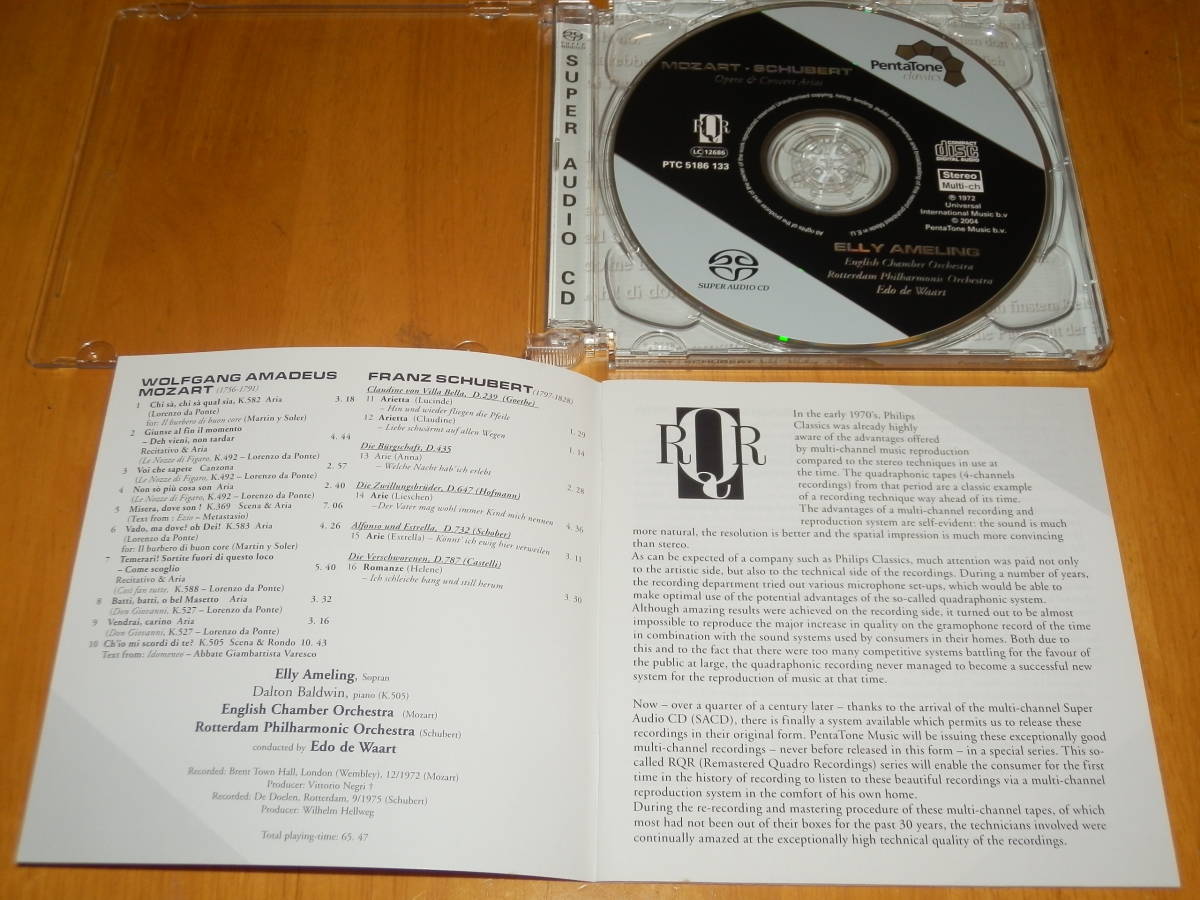 SUPER AUDIO CD
MOZART - SCHUBERT
Opera & Concert Arias
PentaTone
classics
RQR
LC 12686
PTC 5186 133
COMPACT
disc
DIGITAL AUDIO
Stereo
Multi-ch
℗ 1972
Universal
International Music b.v
© 2004
PentaTone Music b.v.
SUPER AUDIO CD
ELLY AMELING
English Chamber Orchestra
Rotterdam Philharmonic Orchestra
Edo de Waart
WOLFGANG AMADEUS
MOZART (1756-1791)
1 Chi sà, chi sà qual sia, K.582 Aria 3. 18
(Lorenzo da Ponte)
for: Il burbero di buon core (Martin y Soler)
2 Giunse al fin il momento
– Deh vieni, non tardar 4. 44
Recitativo & Aria
(Le Nozze di Figaro, K.492 – Lorenzo da Ponte)
3 Voi che sapete Canzona 2. 57
(Le Nozze di Figaro, K.492 – Lorenzo da Ponte)
4 Non sò più cosa son Aria 2. 40
(Le Nozze di Figaro, K.492 – Lorenzo da Ponte)
5 Misera, dove son ! K.369 Scena & Aria 7. 06
(Text from : Ezio – Metastasio)
6 Vado, ma dove? oh Dei! K.583 Aria 4. 26
(Lorenzo da Ponte)
for: Il burbero di buon core (Martin y Soler)
7 Temerari! Sortite fuori di questo loco
– Come scoglio 5. 40
Recitativo & Aria
(Così fan tutte, K.588 – Lorenzo da Ponte)
8 Batti, batti, o bel Masetto Aria 3. 32
(Don Giovanni, K.527 – Lorenzo da Ponte)
9 Vendrai, carino Aria 3. 16
(Don Giovanni, K.527 – Lorenzo da Ponte)
10 Ch'io mi scordi di te? K.505 Scena & Rondo 10. 43
Text from: Idomeneo – Abbate Giambattista Varesco
FRANZ SCHUBERT (1797-1828)
Claudine von Villa Bella, D.239 (Goethe)
11 Arietta (Lucinde)
– Hin und wieder fliegen die Pfeile
12 Arietta (Claudine) 1. 29
– Liebe schwärmt auf allen Wegen
Die Bürgschaft, D.435 1. 14
13 Arie (Anna)
– Welche Nacht hab'ich erlebt
Die Zwillungsbrüder, D.647 (Hofmann) 2. 28
14 Arie (Lieschen)
– Der Vater mag wohl immer Kind mich nennen
Alfonso und Estrella, D.732 (Schober) 4. 36
15 Arie (Estrella) – Könnt' ich ewig hier verweilen
Die Verschworenen, D.787 (Castelli) 3. 11
16 Romanze (Helene)
– Ich schleiche bang und still herum
3. 30
Elly Ameling, Sopran
Dalton Baldwin, piano (K.505)
English Chamber Orchestra (Mozart)
Rotterdam Philharmonic Orchestra (Schubert)
conducted by Edo de Waart
Recorded: Brent Town Hall, London (Wembley), 12/1972 (Mozart)
Producer: Vittorio Negri †
Recorded: De Doelen, Rotterdam, 9/1975 (Schubert)
Producer: Wilhelm Hellweg
Total playing-time: 65. 47
RQR
In the early 1970's, Philips
Classics was already highly
aware of the advantages offered
by multi-channel music reproduction
compared to the stereo techniques in use at
the time. The quadraphonic tapes (4-channels
recordings) from that period are a classic example
of a recording technique way ahead of its time.
The advantages of a multi-channel recording and
reproduction system are self-evident: the sound is much
more natural, the resolution is better and the spatial impression is much more convincing
than stereo.
As can be expected of a company such as Philips Classics, much attention was paid not only
to the artistic side, but also to the technical side of the recordings. During a number of years,
the recording department tried out various microphone set-ups, which would be able to
make optimal use of the potential advantages of the so-called quadraphonic system.
Although amazing results were achieved on the recording side, it turned out to be almost
impossible to reproduce the major increase in quality on the gramophone record of the time
in combination with the sound systems used by consumers in their homes. Both due to
this and to the fact that there were too many competitive systems battling for the favour of
the public at large, the quadraphonic recording never managed to become a successful new
system for the reproduction of music at that time.
Now – over a quarter of a century later – thanks to the arrival of the multi-channel Super
Audio CD (SACD), there is finally a system available which permits us to release these
recordings in their original form. PentaTone Music will be issuing these exceptionally good
multi-channel recordings – never before released in this form – in a special series. This so-
called RQR (Remastered Quadro Recordings) series will enable the consumer for the first
time in the history of recording to listen to these beautiful recordings via a multi-channel
reproduction system in the comfort of his own home.
During the re-recording and mastering procedure of these multi-channel tapes, of which
most had not been out of their boxes for the past 30 years, the technicians involved were
continually amazed at the exceptionally high technical quality of the recordings.